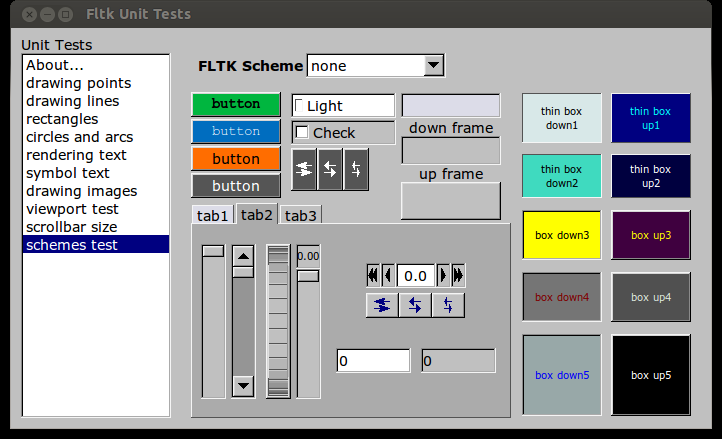 Fltk Unit Tests
Unit Tests
About...
drawing points
drawing lines
rectangles
circles and arcs
rendering text
symbol text
drawing images
viewport test
scrollbar size
schemes test
FLTK Scheme none
button
button
button
button
Light
Check
down frame
up frame
tab1 tab2 tab3
0.00
0.0
0 0
thin box
down1
thin box
up1
thin box
down2
thin box
up2
box down3
box up3
box down4
box up4
box down5
box up5